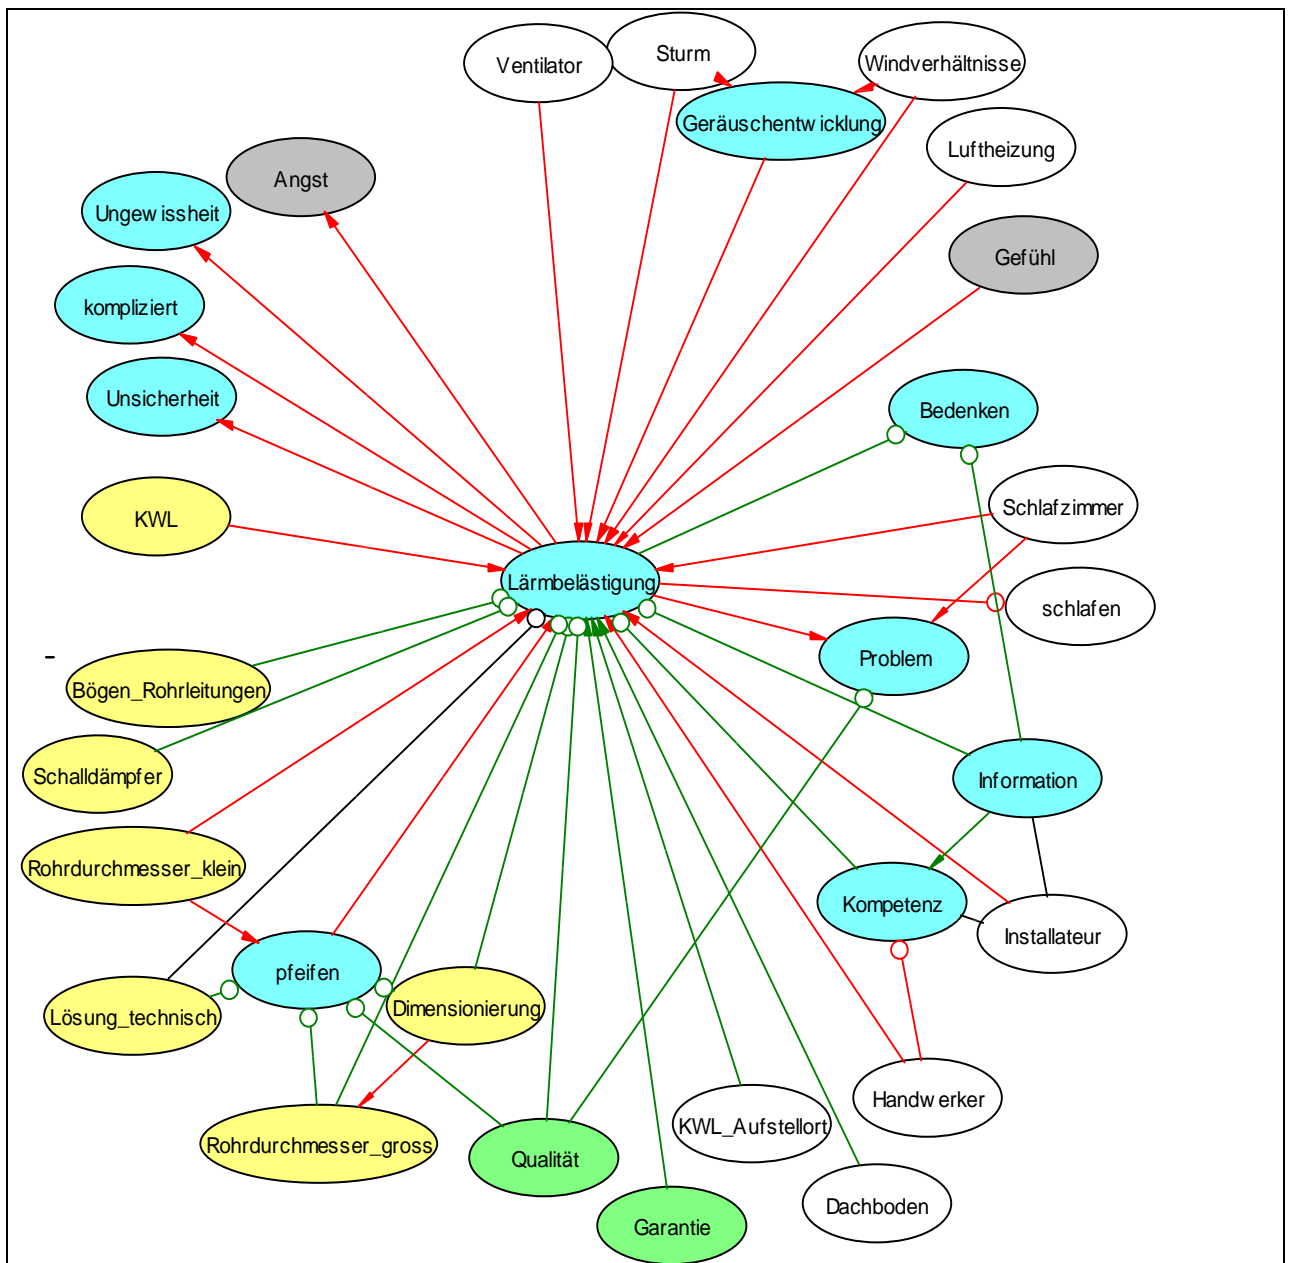 Sturm
Ventilator
Windverhältnisse
Geräuschentwicklung
Luftheizung
Angst
Ungewissheit
Gefühl
kompliziert
Unsicherheit
Bedenken
KWL
Schlafzimmer
Lärmbelästigung
schlafen
-
Problem
Bögen_Rohrleitungen
Schalldämpfer
Information
Rohrdurchmesser_klein
Kompetenz
Installateur
pfeifen
Lösung_technisch
Dimensionierung
Handwerker
KWL_Aufstellort
Rohrdurchmesser_gross
Qualität
Dachboden
Garantie